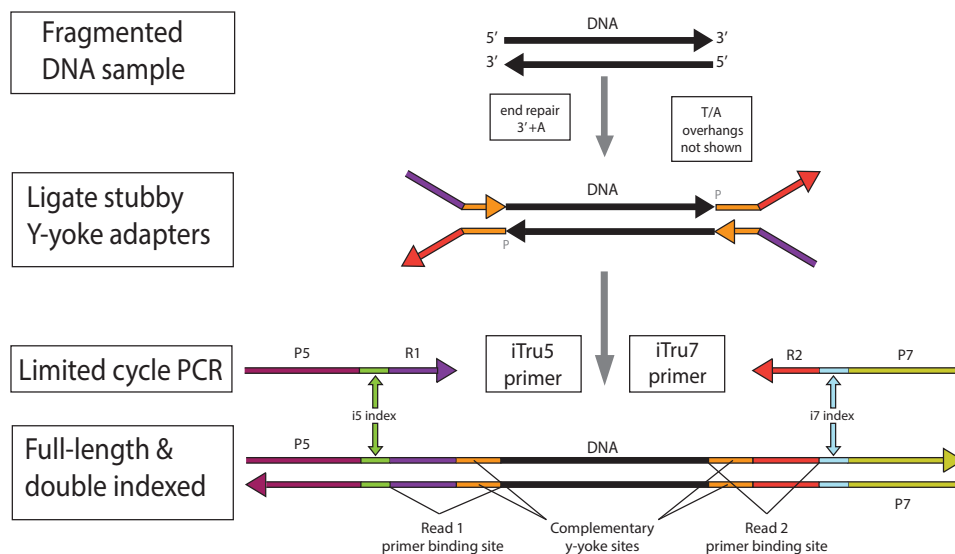 Fragmented
DNA sample
DNA
5′
3′
3′
5′
end repair
3′+A
T/A
overhangs
not shown
Ligate stubby
Y-yoke adapters
DNA
P
P
Limited cycle PCR
P5
R1
iTru5
primer
iTru7
primer
R2
P7
i5 index
i7 index
Full-length &
double indexed
P5
DNA
P7
Read 1
primer binding site
Complementary
y-yoke sites
Read 2
primer binding site